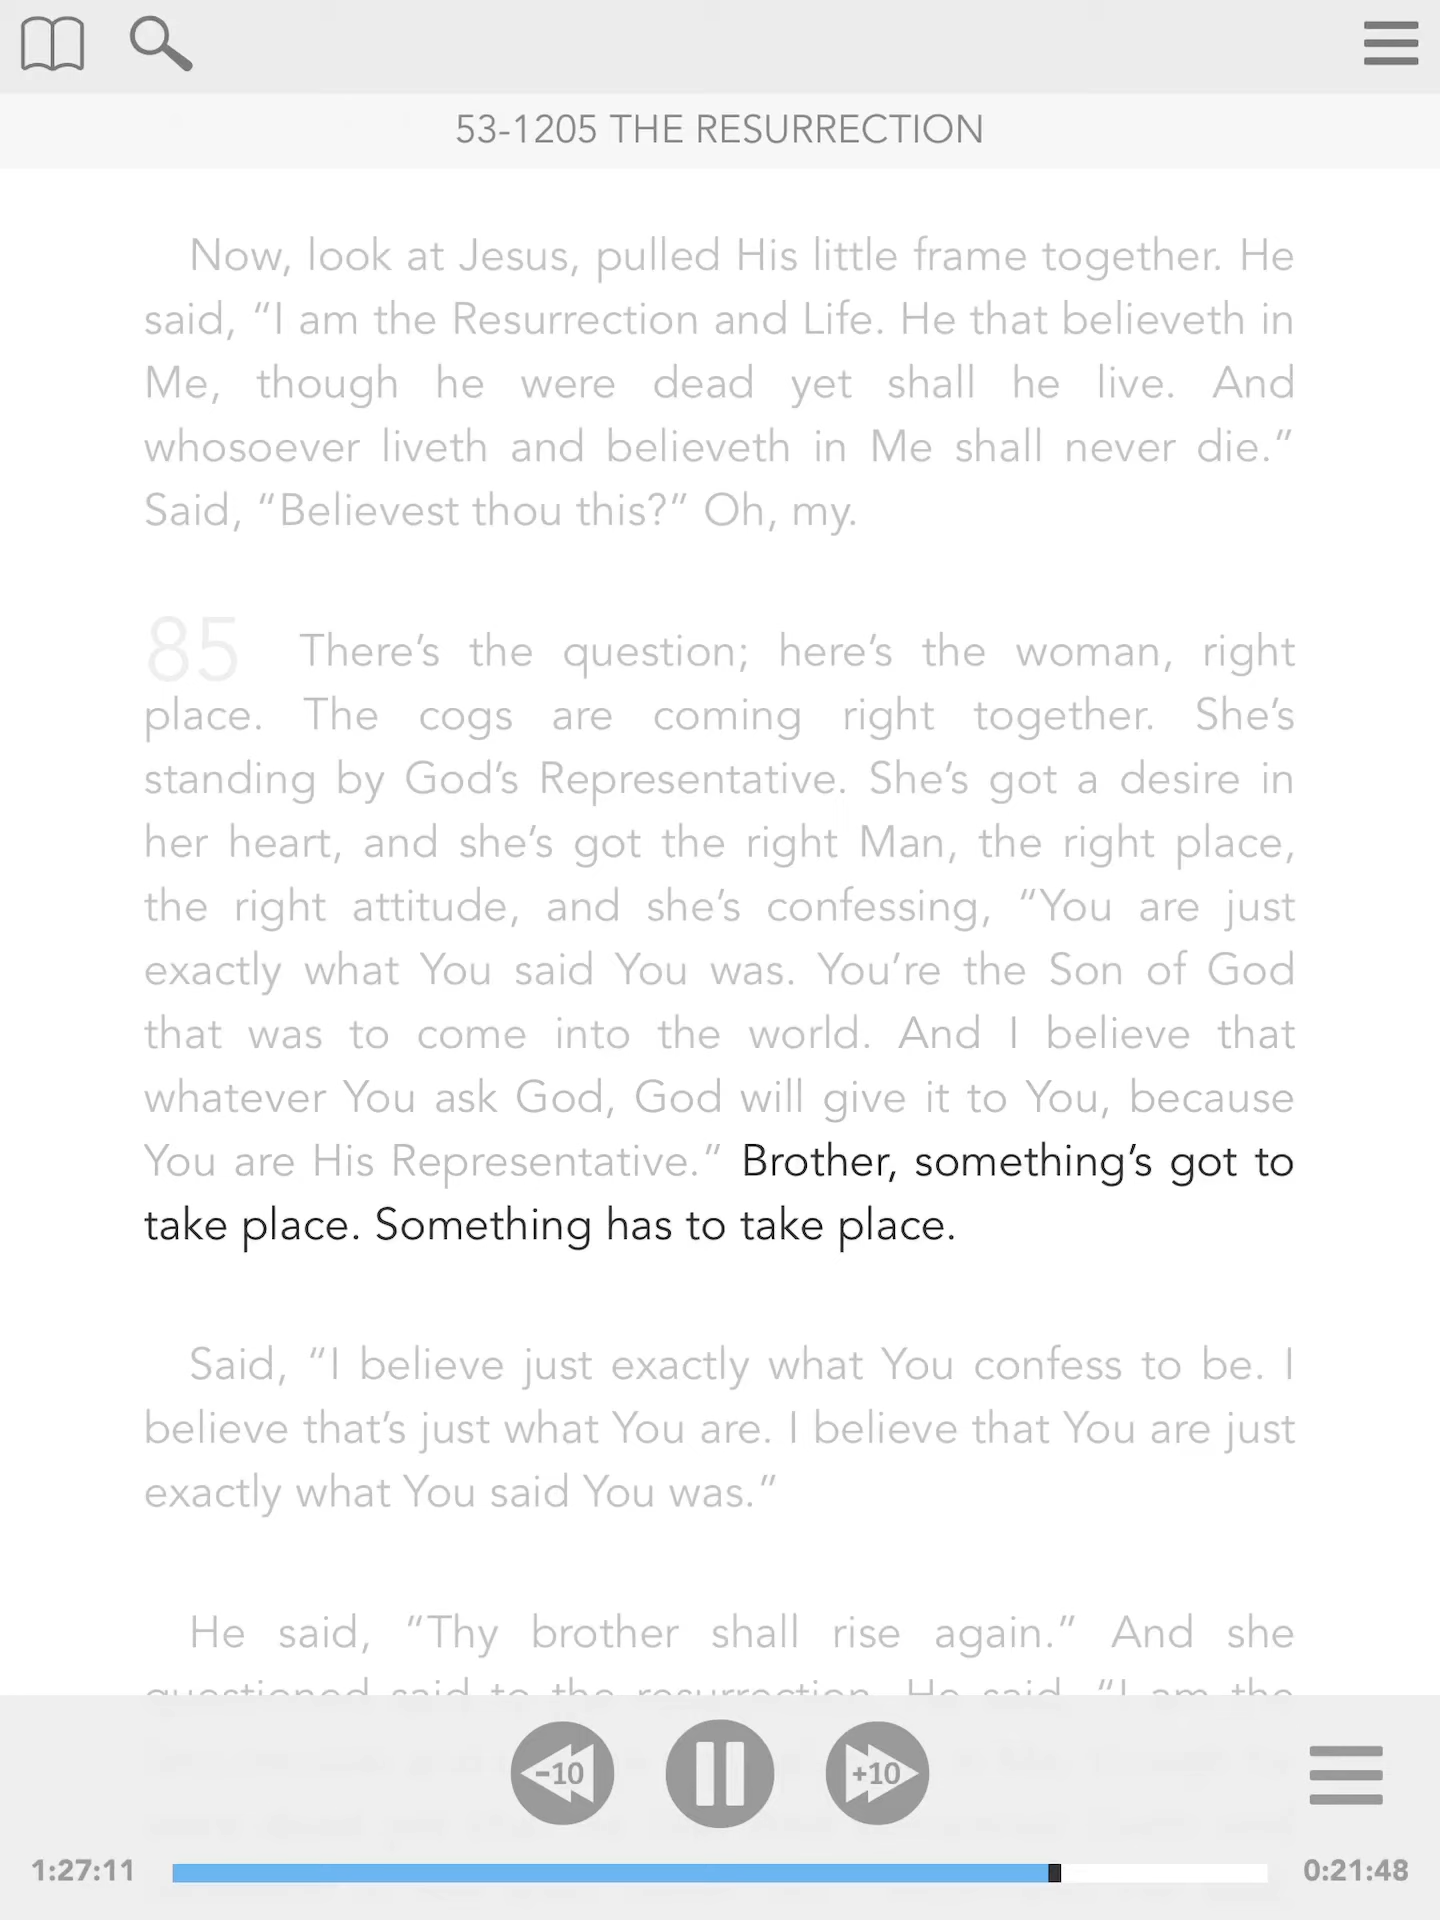 53-1205 THE RESURRECTION
Now, look at Jesus, pulled His little frame together. He
said, “I am the Resurrection and Life. He that believeth in
Me, though he were dead yet shall he live. And
whosoever liveth and believeth in Me shall never die.”
Said, “Believest thou this?” Oh, my.
85 There’s the question; here’s the woman, right
place. The cogs are coming right together. She’s
standing by God’s Representative. She’s got a desire in
her heart, and she’s got the right Man, the right place,
the right attitude, and she’s confessing, “You are just
exactly what You said You was. You’re the Son of God
that was to come into the world. And I believe that
whatever You ask God, God will give it to You, because
You are His Representative.” Brother, something’s got to
take place. Something has to take place.
Said, “I believe just exactly what You confess to be. I
believe that’s just what You are. I believe that You are just
exactly what You said You was.”
He said, “Thy brother shall rise again.” And she
questioned said to the resurrection. He said, “I am the
-10 +10
1:27:11 0:21:48